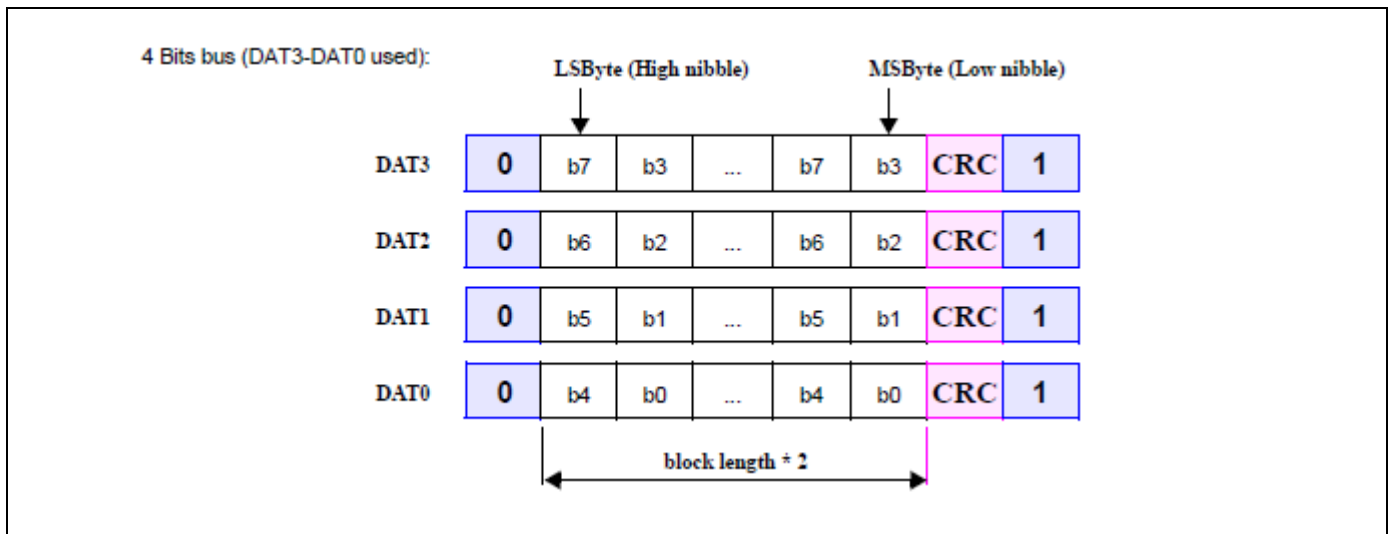 4 Bits bus (DAT3-DAT0 used):
LSByte (High nibble) MSByte (Low nibble)
DAT3 0 b7 b3 ... b7 b3 CRC 1
DAT2 0 b6 b2 ... b6 b2 CRC 1
DAT1 0 b5 b1 ... b5 b1 CRC 1
DAT0 0 b4 b0 ... b4 b0 CRC 1
block length * 2